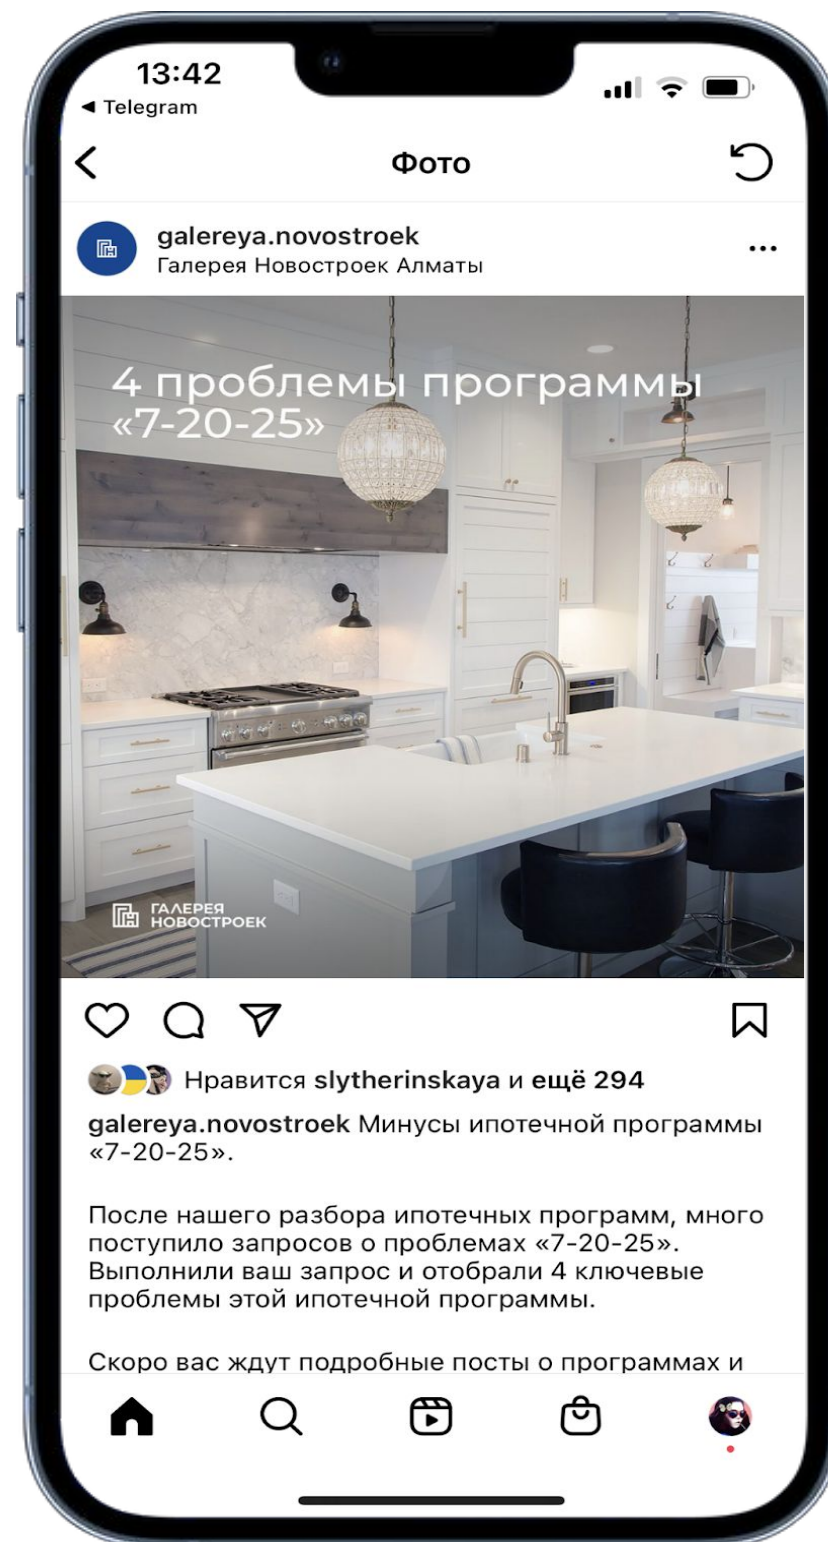 13:42
Telegram
Фото
galereya.novostroek
Галерея Новостроек Алматы
4 проблемы программы
«7-20-25»
ГАЛЕРЕЯ
НОВОСТРОЕК
Нравится slytherinskaya и ещё 294
galereya.novostroek Минусы ипотечной программы
«7-20-25».
После нашего разбора ипотечных программ, много
поступило запросов о проблемах «7-20-25».
Выполнили ваш запрос и отобрали 4 ключевые
проблемы этой ипотечной программы.
Скоро вас ждут подробные посты о программах и